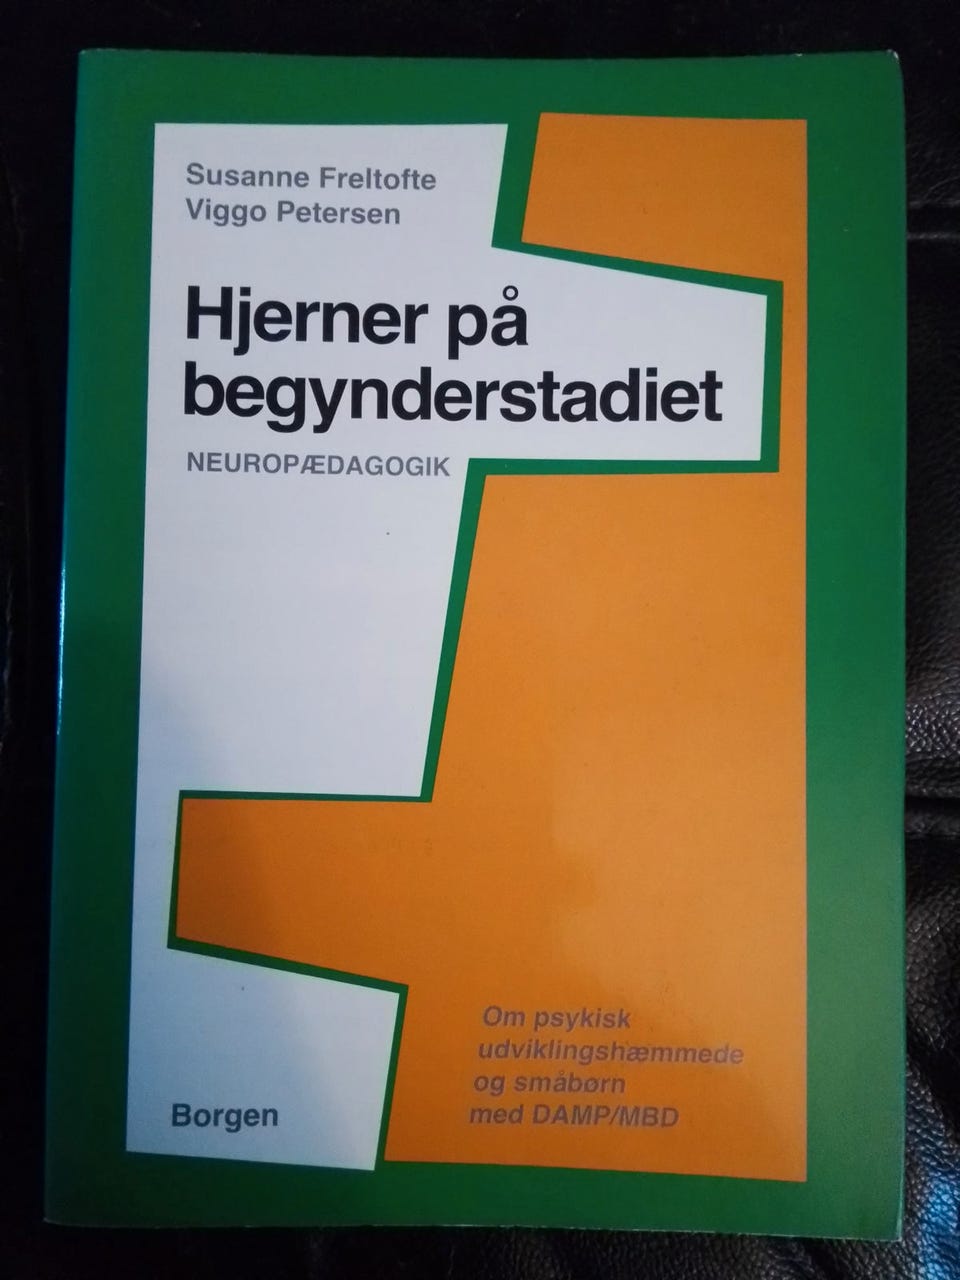 Susanne Freltofte
Viggo Petersen
Hjerner på
begynderstadiet
NEUROPÆDAGOGIK
Om psykisk
udviklingshæmmede
og småbørn
med DAMP/MBD
Borgen